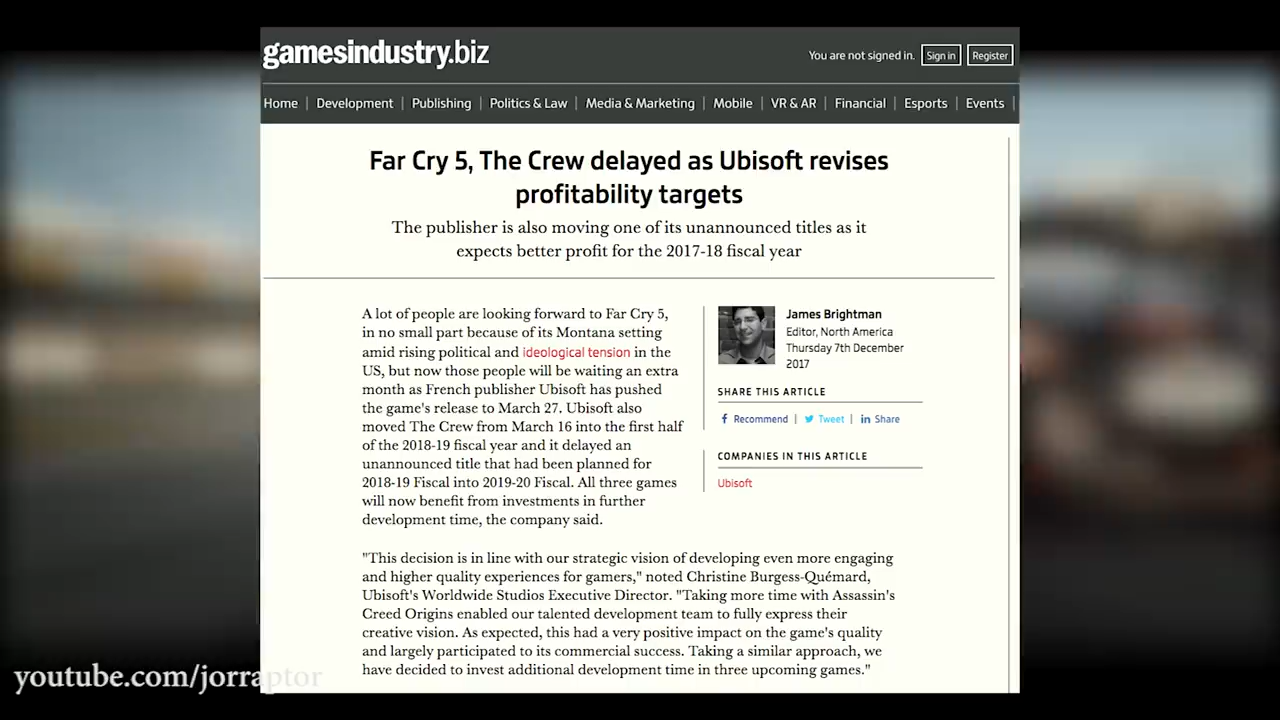 gamesindustry.biz
You are not signed in. Sign in Register
Home | Development | Publishing | Politics & Law | Media & Marketing | Mobile | VR & AR | Financial | Esports | Events |
Far Cry 5, The Crew delayed as Ubisoft revises
profitability targets
The publisher is also moving one of its unannounced titles as it
expects better profit for the 2017-18 fiscal year
A lot of people are looking forward to Far Cry 5,
in no small part because of its Montana setting
amid rising political and ideological tension in the
US, but now those people will be waiting an extra
month as French publisher Ubisoft has pushed
the game's release to March 27. Ubisoft also
moved The Crew from March 16 into the first half
of the 2018-19 fiscal year and it delayed an
unannounced title that had been planned for
2018-19 Fiscal into 2019-20 Fiscal. All three games
will now benefit from investments in further
development time, the company said.
James Brightman
Editor, North America
Thursday 7th December
2017
SHARE THIS ARTICLE
Recommend | Tweet | in Share
COMPANIES IN THIS ARTICLE
Ubisoft
"This decision is in line with our strategic vision of developing even more engaging
and higher quality experiences for gamers," noted Christine Burgess-Quémard,
Ubisoft's Worldwide Studios Executive Director. "Taking more time with Assassin's
Creed Origins enabled our talented development team to fully express their
creative vision. As expected, this had a very positive impact on the game's quality
and largely participated to its commercial success. Taking a similar approach, we
have decided to invest additional development time in three upcoming games."
youtube.com/jorraptor